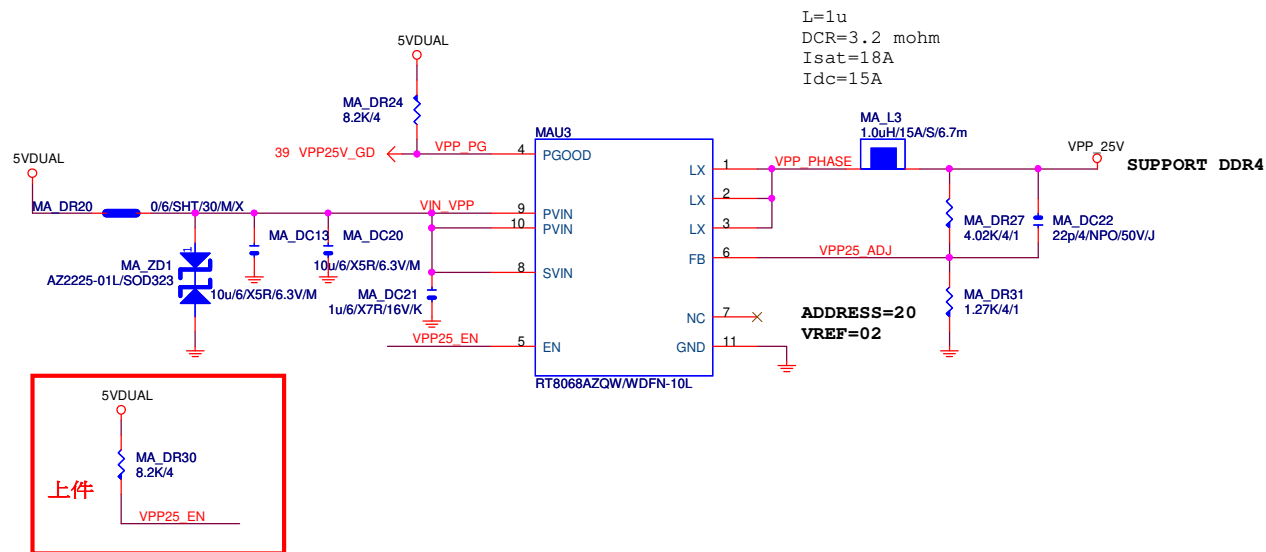 L=1u
DCR=3.2 mohm
Isat=18A
Idc=15A
5VDUAL
MA_DR24
8.2K/4
39 VPP25V_GD
VPP_PG
4
PGOOD
MAU3
LX
1
VPP_PHASE
MA_L3
1.0uH/15A/S/6.7m
VPP_25V
SUPPORT DDR4
5VDUAL
MA_DR20
0/6/SHT/30/M/X
VIN_VPP
9
PVIN
10
PVIN
LX
2
LX
3
MA_DR27
4.02K/4/1
MA_DC22
22p/4/NPO/50V/J
1
MA_ZD1
AZ2225-01L/SOD323
MA_DC13
10u/6/X5R/6.3V/M
MA_DC20
10u/6/X5R/6.3V/M
8
SVIN
FB
6
VPP25_ADJ
MA_DC21
1u/6/X7R/16V/K
MA_DR31
1.27K/4/1
NC
7
ADDRESS=20
VREF=02
VPP25_EN
5
EN
GND
11
RT8068AZQW/WDFN-10L
5VDUAL
MA_DR30
8.2K/4
上件
VPP25_EN